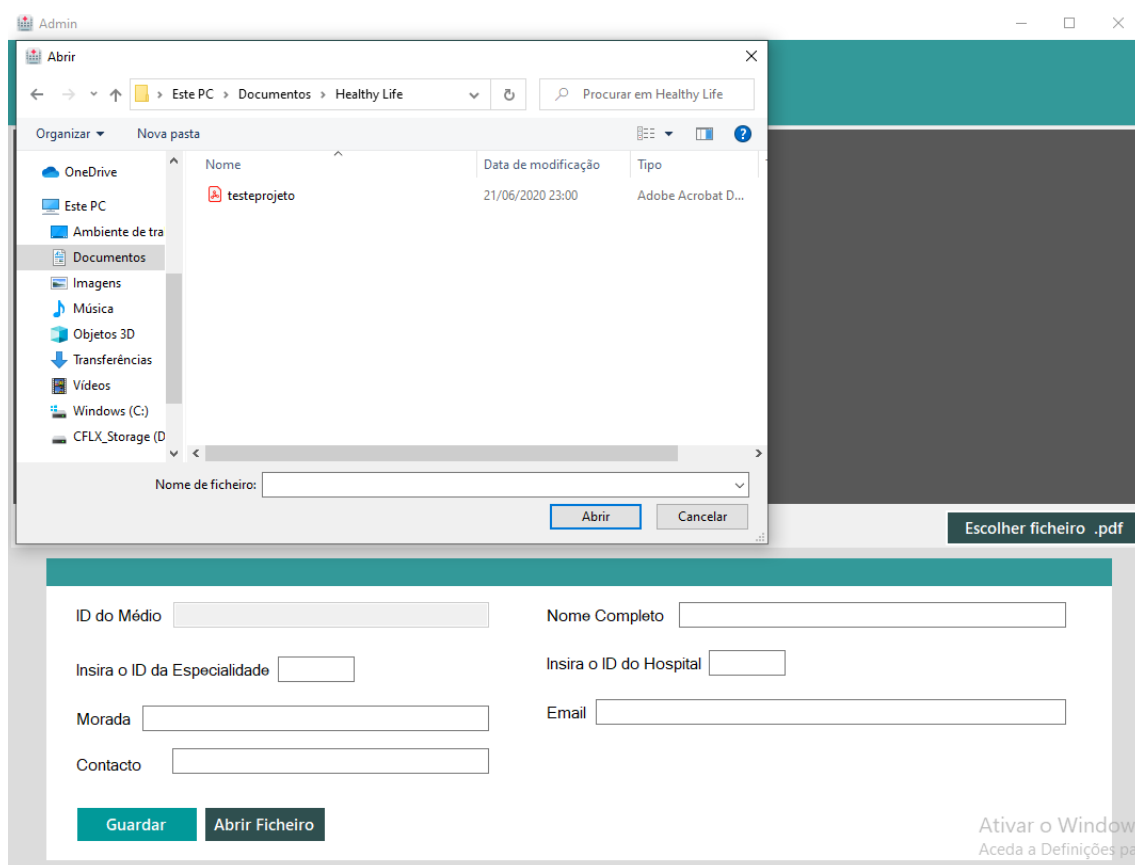 Admin
Abrir
Este PC > Documentos > Healthy Life
Procurar em Healthy Life
Organizar
Nova pasta
Nome
Data de modificação
Tipo
testeprojeto
21/06/2020 23:00
Adobe Acrobat D...
OneDrive
Este PC
Ambiente de tra
Documentos
Imagens
Música
Objetos 3D
Transferências
Vídeos
Windows (C:)
CFLX_Storage (D
Nome de ficheiro:
Abrir
Cancelar
Escolher ficheiro .pdf
ID do Médio
Nome Completo
Insira o ID da Especialidade
Insira o ID do Hospital
Morada
Email
Contacto
Guardar
Abrir Ficheiro
Ativar o Window
Aceda a Definições pa